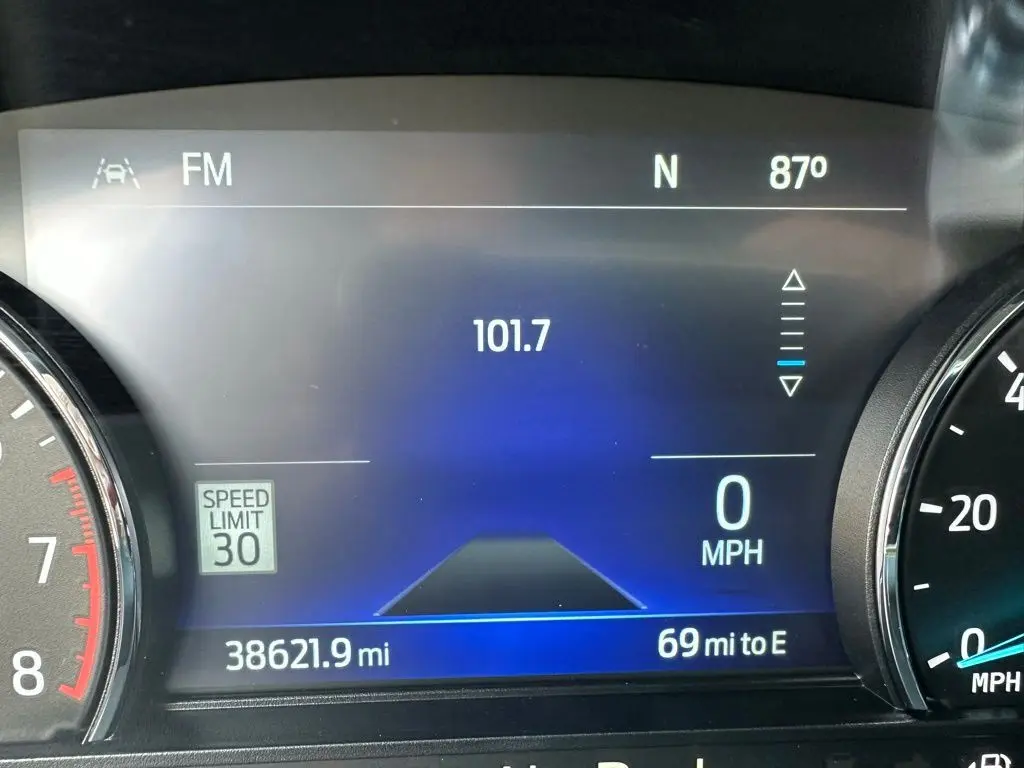 FM N 87º
101.7
SPEED
LIMIT
30
0
MPH
38621.9 mi 69 mi to E
7
8
4
20
0
MPH